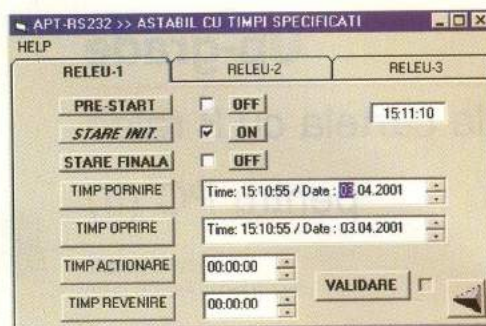 APT-RS232 >> ASTABIL CU TIMPI SPECIFICATI
HELP
RELEU-1 RELEU-2 RELEU-3
PRE-START OFF 15:11:10
STARE INIT. ON
STARE FINALA OFF
TIMP PORNIRE Time: 15:10:55 / Date : 03.04.2001
TIMP OPRIRE Time: 15:10:55 / Date : 03.04.2001
TIMP ACTIONARE 00:00:00
VALIDARE
TIMP REVENIRE 00:00:00